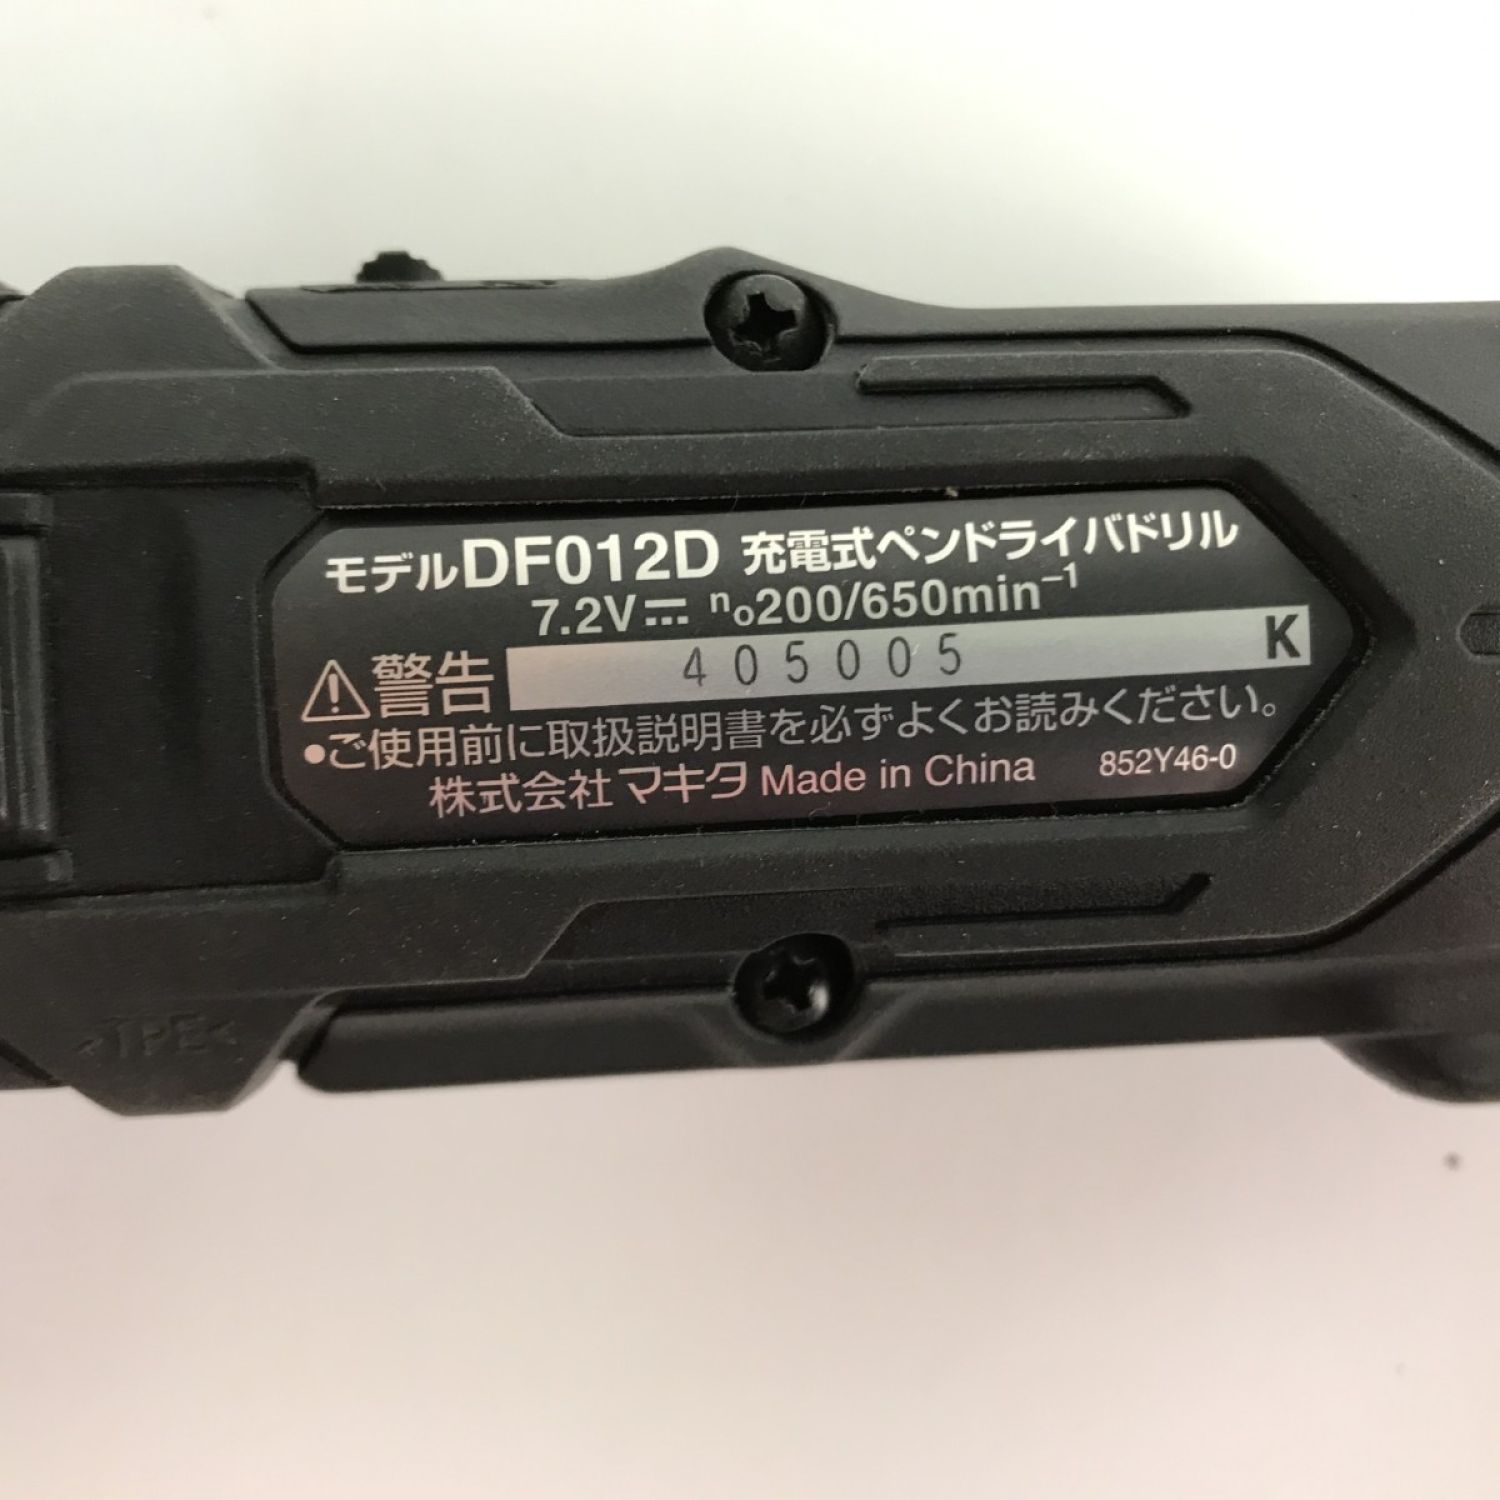 モデルDF012D 充電式ペンドライバドリル
7.2V⎓ no200/650min⁻¹
⚠警告 405005 K
●ご使用前に取扱説明書を必ずよくお読みください。
株式会社マキタ Made in China 852Y46-0
>TPE<